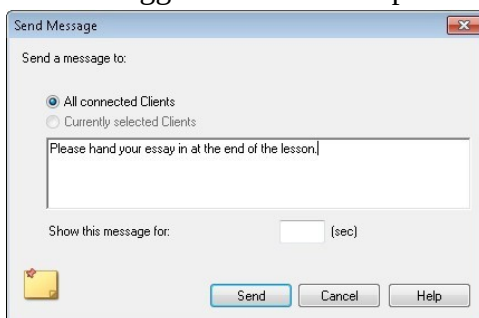 Send Message
Send a message to:
All connected Clients
Currently selected Clients
Please hand your essay in at the end of the lesson.
Show this message for: (sec)
Send Cancel Help